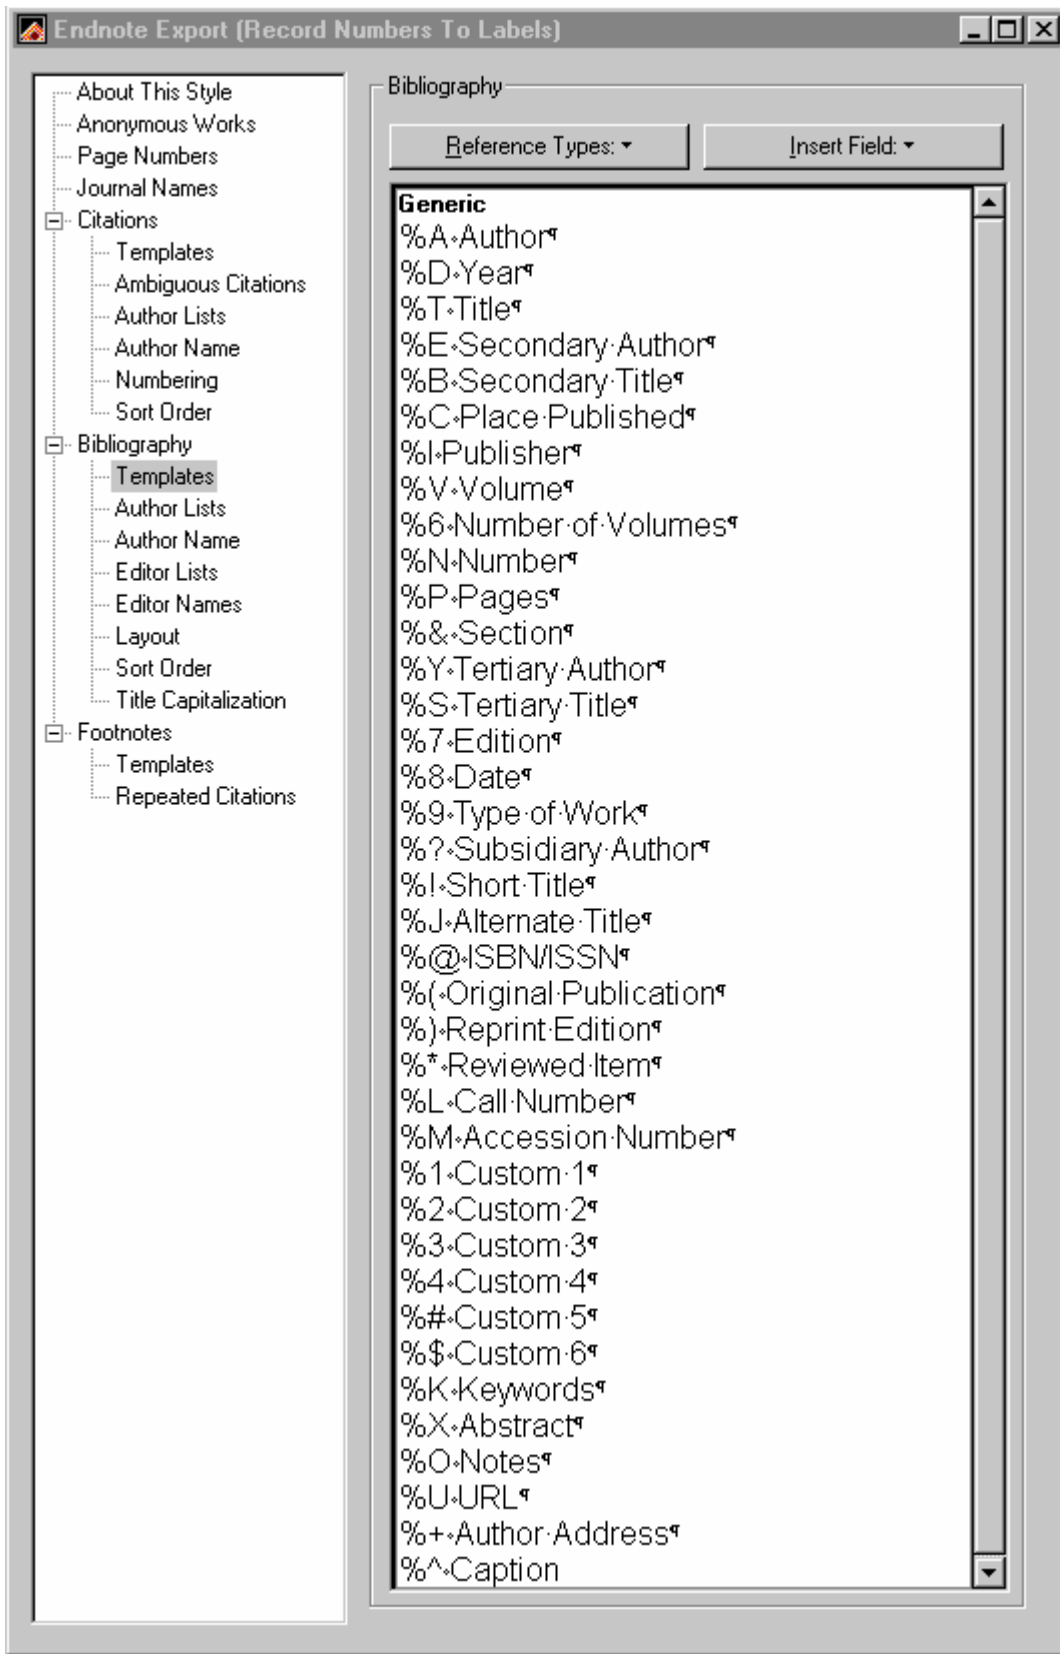 Endnote Export (Record Numbers To Labels)
About This Style
Anonymous Works
Page Numbers
Journal Names
Citations
Templates
Ambiguous Citations
Author Lists
Author Name
Numbering
Sort Order
Bibliography
Templates
Author Lists
Author Name
Editor Lists
Editor Names
Layout
Sort Order
Title Capitalization
Footnotes
Templates
Repeated Citations
Bibliography
Reference Types:
Insert Field:
Generic
%A˖Author¶
%D˖Year¶
%T˖Title¶
%E˖Secondary·Author¶
%B˖Secondary·Title¶
%C˖Place·Published¶
%I˖Publisher¶
%V˖Volume¶
%6˖Number·of·Volumes¶
%N˖Number¶
%P˖Pages¶
%&˖Section¶
%Y˖Tertiary·Author¶
%S˖Tertiary·Title¶
%7˖Edition¶
%8˖Date¶
%9˖Type·of·Work¶
%?˖Subsidiary·Author¶
%!˖Short·Title¶
%J˖Alternate·Title¶
%@˖ISBN/ISSN¶
%(˖Original·Publication¶
%)˖Reprint·Edition¶
%*˖Reviewed·Item¶
%L˖Call·Number¶
%M˖Accession·Number¶
%1˖Custom·1¶
%2˖Custom·2¶
%3˖Custom·3¶
%4˖Custom·4¶
%#˖Custom·5¶
%$˖Custom·6¶
%K˖Keywords¶
%X˖Abstract¶
%O˖Notes¶
%U˖URL¶
%+˖Author·Address¶
%^˖Caption